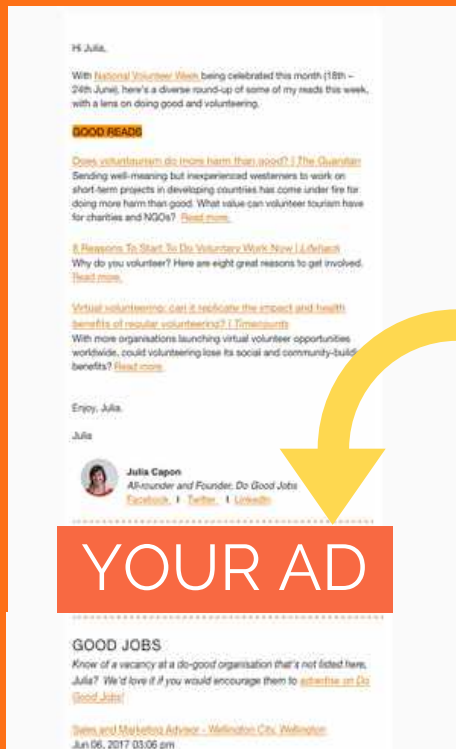 Hi Julia,
With National Volunteer Week being celebrated this month (18th –
24th June), here's a diverse round-up of some of my reads this week,
with a lens on doing good and volunteering.
GOOD READS
Does voluntourism do more harm than good? | The Guardian
Sending well-meaning but inexperienced westerners to work on
short-term projects in developing countries has come under fire for
doing more harm than good. What value can volunteer tourism have
for charities and NGOs? Read more.
8 Reasons To Start To Do Voluntary Work Now | Lifehack
Why do you volunteer? Here are eight great reasons to get involved.
Read more.
Virtual volunteering: can it replicate the impact and health
benefits of regular volunteering? | Timecounts
With more organisations launching virtual volunteer opportunities
worldwide, could volunteering lose its social and community-build
benefits? Read more.
Enjoy, Julia.
Julia
Julia Capon
All-rounder and Founder, Do Good Jobs
Facebook I Twitter I LinkedIn
YOUR AD
GOOD JOBS
Know of a vacancy at a do-good organisation that's not listed here,
Julia? We'd love it if you would encourage them to advertise on Do
Good Jobs!
Sales and Marketing Advisor - Wellington City, Wellington
Jun 06, 2017 03:06 pm